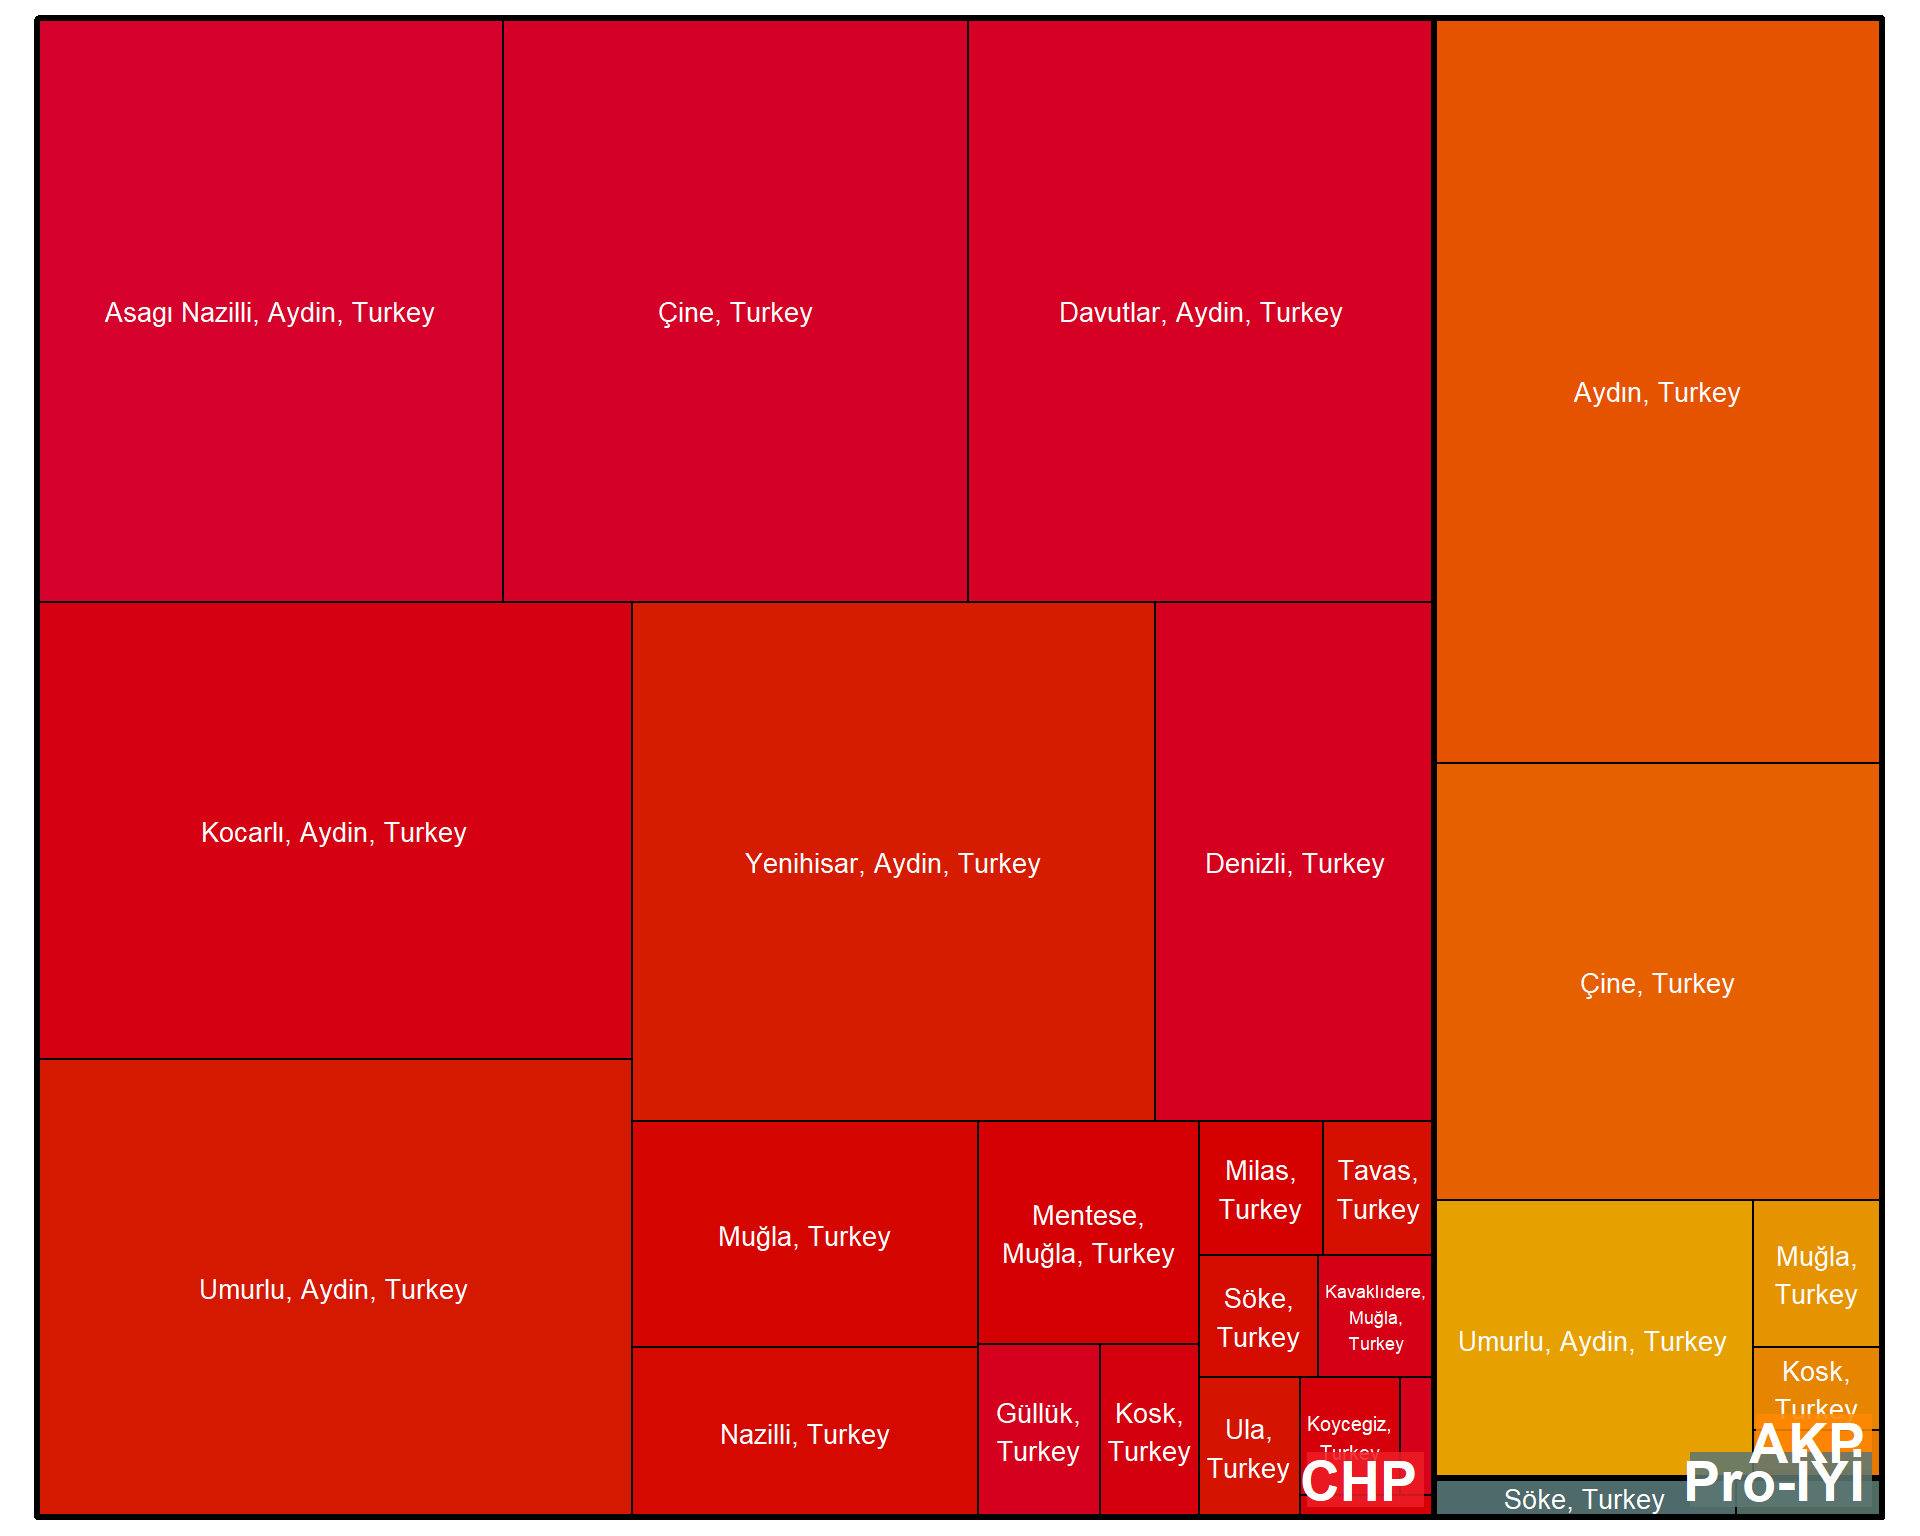 Asagı Nazilli, Aydin, Turkey
Çine, Turkey
Davutlar, Aydin, Turkey
Aydın, Turkey
Kocarlı, Aydin, Turkey
Yenihisar, Aydin, Turkey
Denizli, Turkey
Çine, Turkey
Umurlu, Aydin, Turkey
Muğla, Turkey
Nazilli, Turkey
Mentese,
Muğla, Turkey
Güllük,
Turkey
Kosk,
Turkey
Milas,
Turkey
Tavas,
Turkey
Söke,
Turkey
Kavaklıdere,
Muğla,
Turkey
Ula,
Turkey
Koycegiz,
Turkey
CHP
Umurlu, Aydin, Turkey
Muğla,
Turkey
Kosk,
Turkey
AKP
Söke, Turkey
Pro-İYİ